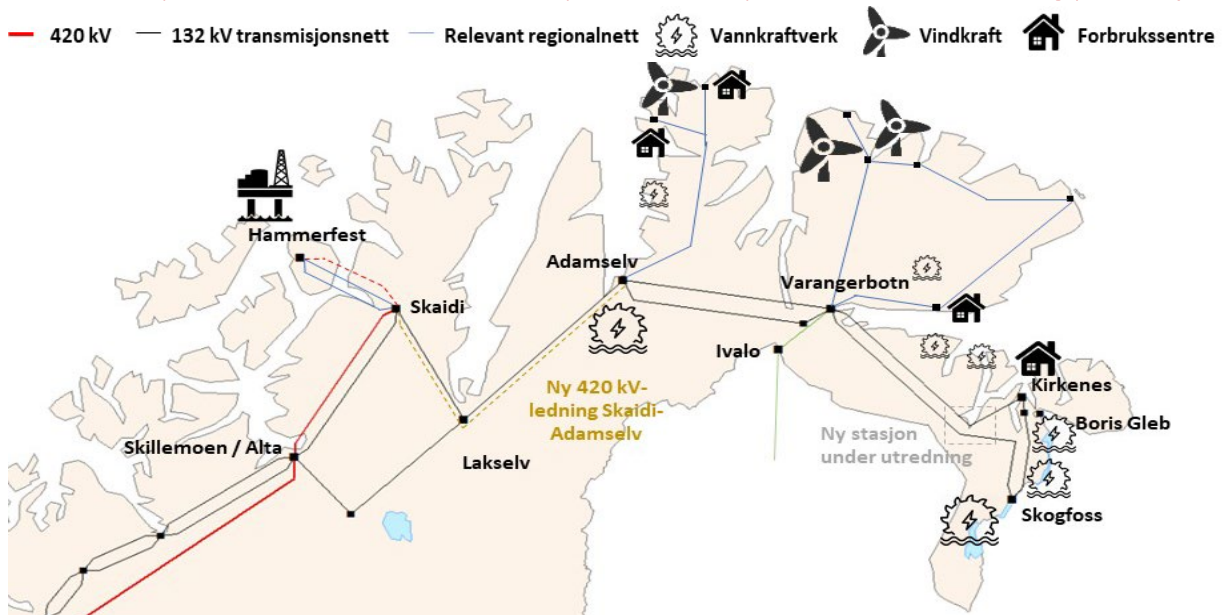 420 kV
132 kV transmisjonsnett
Relevant regionalnett
Vannkraftverk
Vindkraft
Forbrukssentre
Hammerfest
Adamselv
Varangerbotn
Skaidi
Ivalo
Kirkenes
Ny 420 kV-
ledning Skaidi-
Adamselv
Boris Gleb
Skillemoen / Alta
Lakselv
Ny stasjon
under utredning
Skogfoss